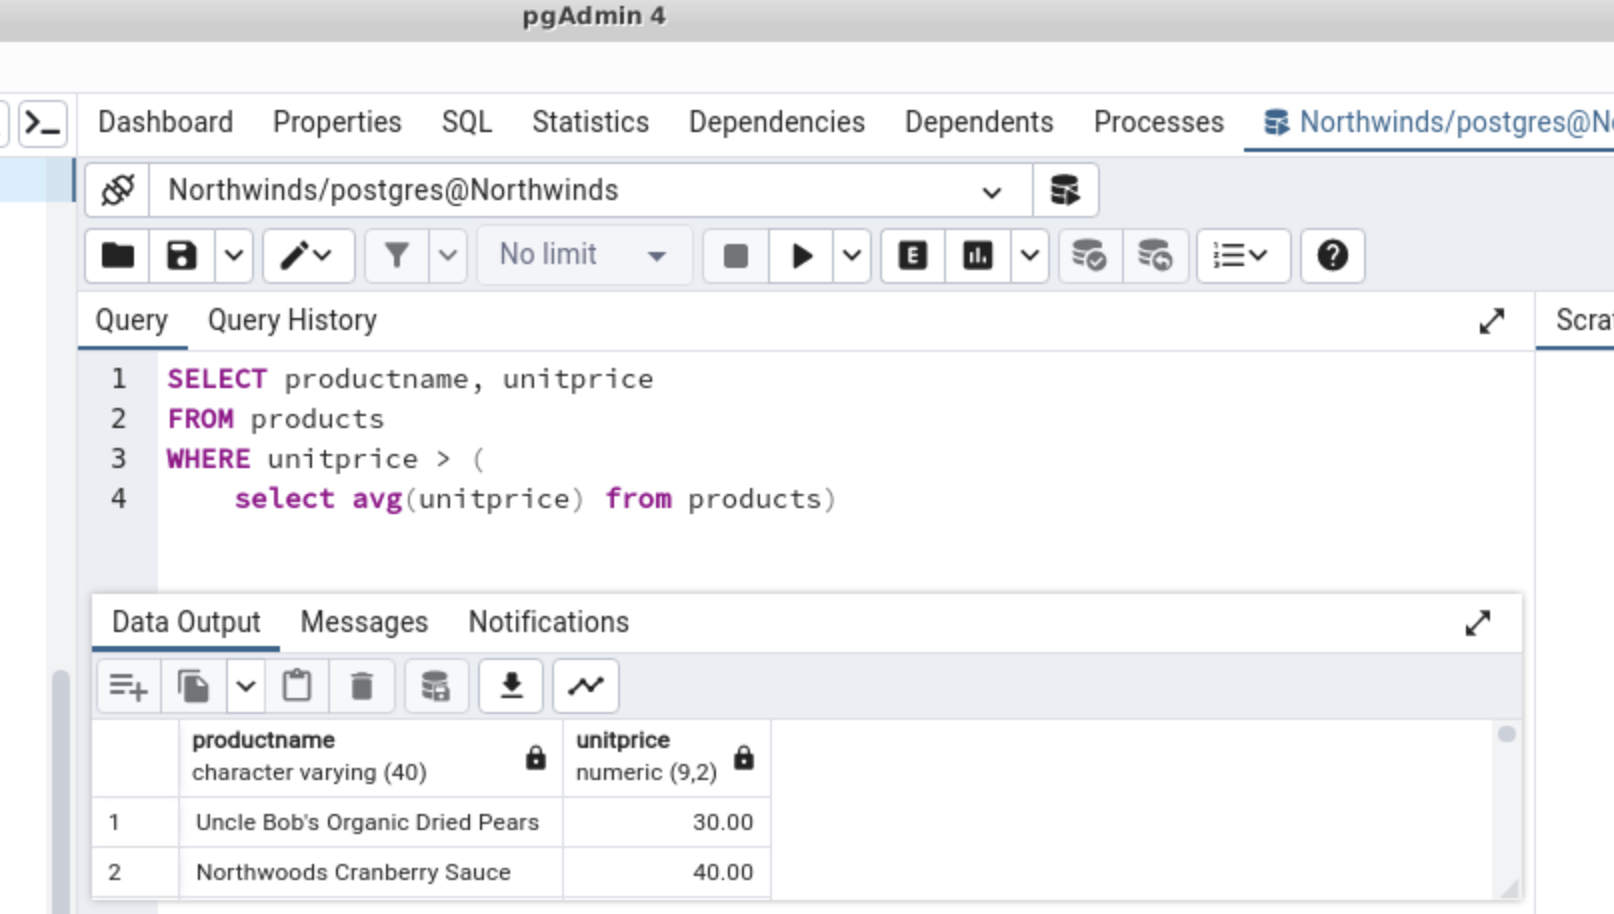 pgAdmin 4
Dashboard Properties SQL Statistics Dependencies Dependents Processes Northwinds/postgres@N
Northwinds/postgres@Northwinds
No limit E
Query Query History
1 SELECT productname, unitprice
2 FROM products
3 WHERE unitprice > (
4 select avg(unitprice) from products)
Data Output Messages Notifications
productname unitprice
character varying (40) numeric (9,2)
1 Uncle Bob's Organic Dried Pears 30.00
2 Northwoods Cranberry Sauce 40.00